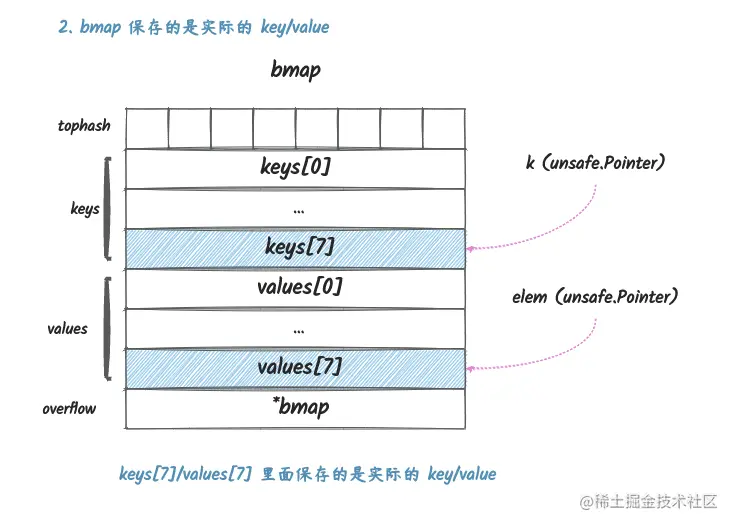 2. bmap 保存的是实际的 key/value
bmap
tophash
keys[0]
k (unsafe.Pointer)
...
keys
keys[7]
values[0]
elem (unsafe.Pointer)
...
values
values[7]
overflow
*bmap
keys[7]/values[7] 里面保存的是实际的 key/value
@稀土掘金技术社区